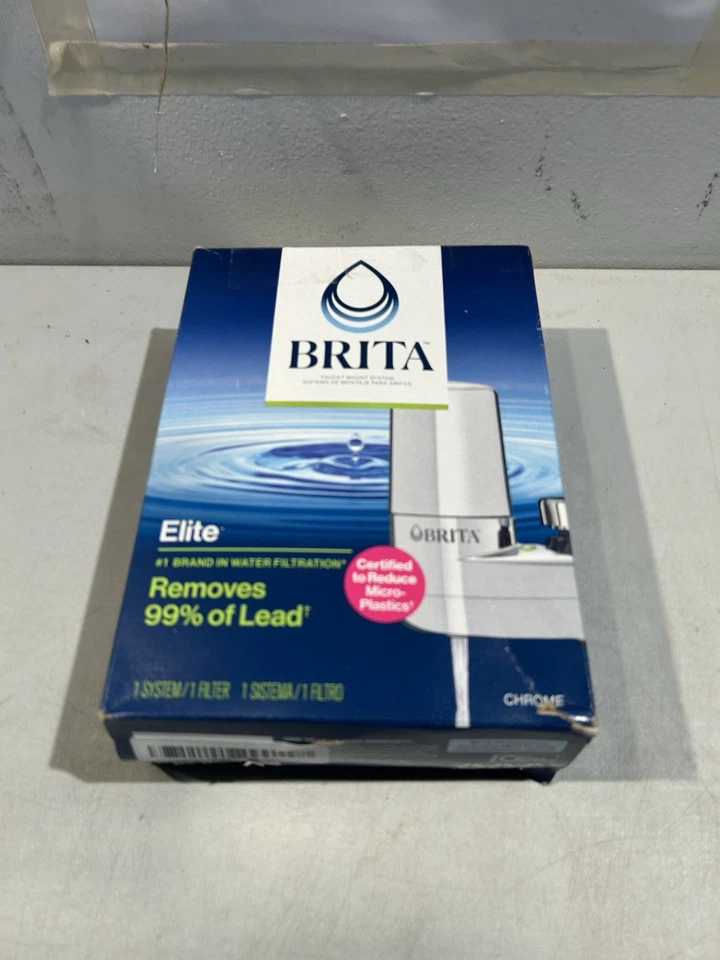 BRITA™
FAUCET MOUNT SYSTEM
SISTEMA DE MONTAJE PARA GRIFOS
BRITA
Elite
#1 BRAND IN WATER FILTRATION*
Certified
to Reduce
Micro-
Plastics†
Removes
99% of Lead†
1 SYSTEM/1 FILTER 1 SISTEMA/1 FILTRO
CHROME